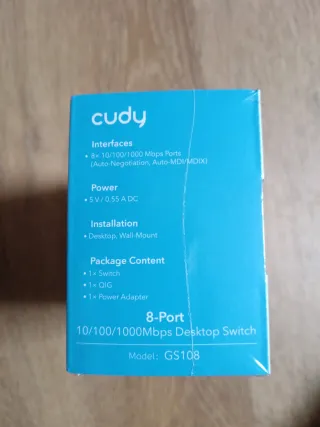 cudy
Interfaces
• 8× 10/100/1000 Mbps Ports
(Auto-Negotiation, Auto-MDI/MDIX)
Power
• 5 V / 0.55 A DC
Installation
• Desktop, Wall-Mount
Package Content
• 1× Switch
• 1× QIG
• 1× Power Adapter
8-Port
10/100/1000Mbps Desktop Switch
Model: GS108